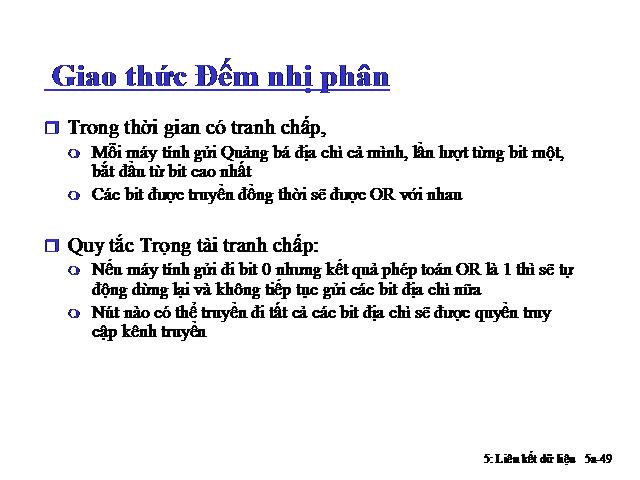 Giao thức Đếm nhị phân
Trong thời gian có tranh chấp,
Mỗi máy tính gửi Quảng bá địa chỉ cả mình, lần lượt từng bit một,
bắt đầu từ bit cao nhất
Các bit được truyền đồng thời sẽ được OR với nhau
Quy tắc Trọng tài tranh chấp:
Nếu máy tính gửi đi bit 0 nhưng kết quả phép toán OR là 1 thì sẽ tự
động dừng lại và không tiếp tục gửi các bit địa chỉ nữa
Nút nào có thể truyền đi tất cả các bit địa chỉ sẽ được quyền truy
cập kênh truyền
5: Liên kết dữ liệu 5a-49